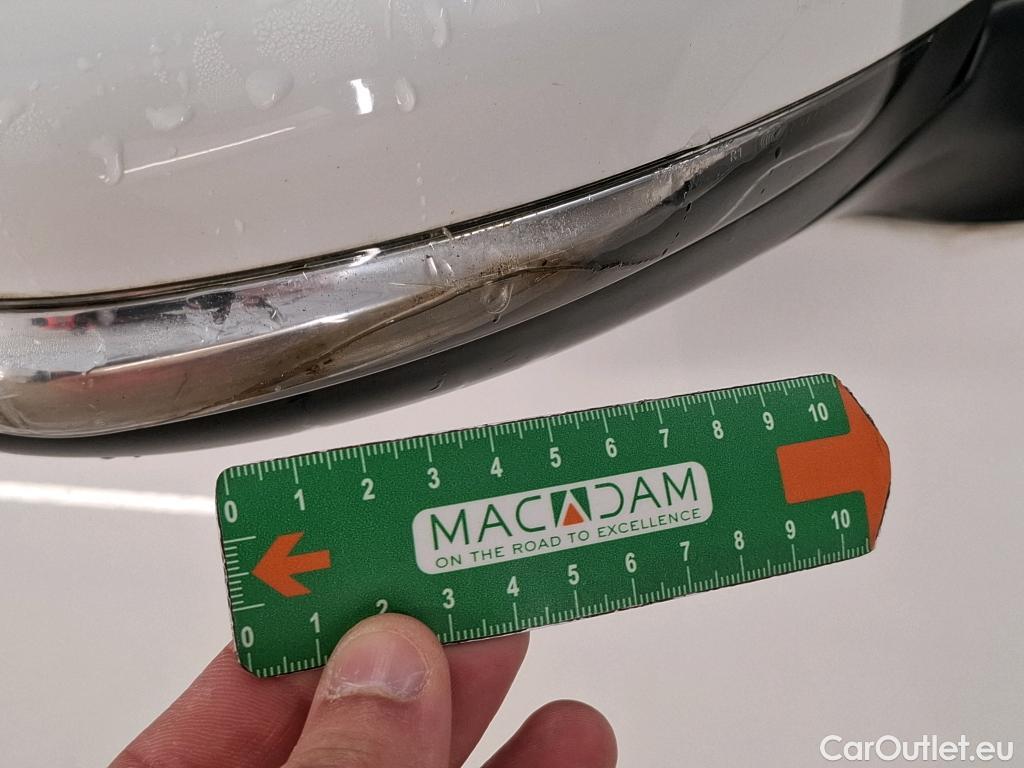 R1
0 1 2 3 4 5 6 7 8 9 10
MACADAM
ON THE ROAD TO EXCELLENCE
0 1 2 3 4 5 6 7 8 9 10
CarOutlet.eu